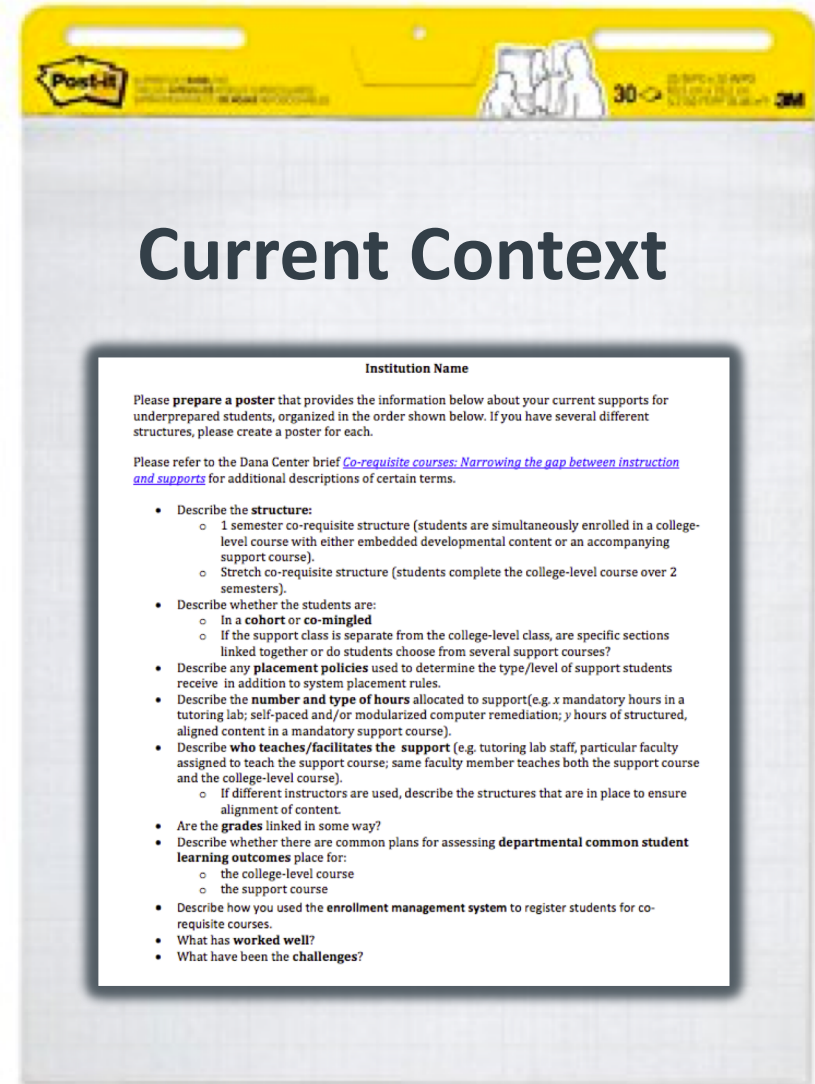 Post-it
30
3M
Current Context
Institution Name
Please prepare a poster that provides the information below about your current supports for
underprepared students, organized in the order shown below. If you have several different
structures, please create a poster for each.
Please refer to the Dana Center brief Co-requisite courses: Narrowing the gap between instruction
and supports for additional descriptions of certain terms.
• Describe the structure:
o 1 semester co-requisite structure (students are simultaneously enrolled in a college-
level course with either embedded developmental content or an accompanying
support course).
o Stretch co-requisite structure (students complete the college-level course over 2
semesters).
• Describe whether the students are:
o In a cohort or co-mingled
o If the support class is separate from the college-level class, are specific sections
linked together or do students choose from several support courses?
• Describe any placement policies used to determine the type/level of support students
receive in addition to system placement rules.
• Describe the number and type of hours allocated to support(e.g. x mandatory hours in a
tutoring lab; self-paced and/or modularized computer remediation; y hours of structured,
aligned content in a mandatory support course).
• Describe who teaches/facilitates the support (e.g. tutoring lab staff, particular faculty
assigned to teach the support course; same faculty member teaches both the support course
and the college-level course).
o If different instructors are used, describe the structures that are in place to ensure
alignment of content.
• Are the grades linked in some way?
• Describe whether there are common plans for assessing departmental common student
learning outcomes place for:
o the college-level course
o the support course
• Describe how you used the enrollment management system to register students for co-
requisite courses.
• What has worked well?
• What have been the challenges?